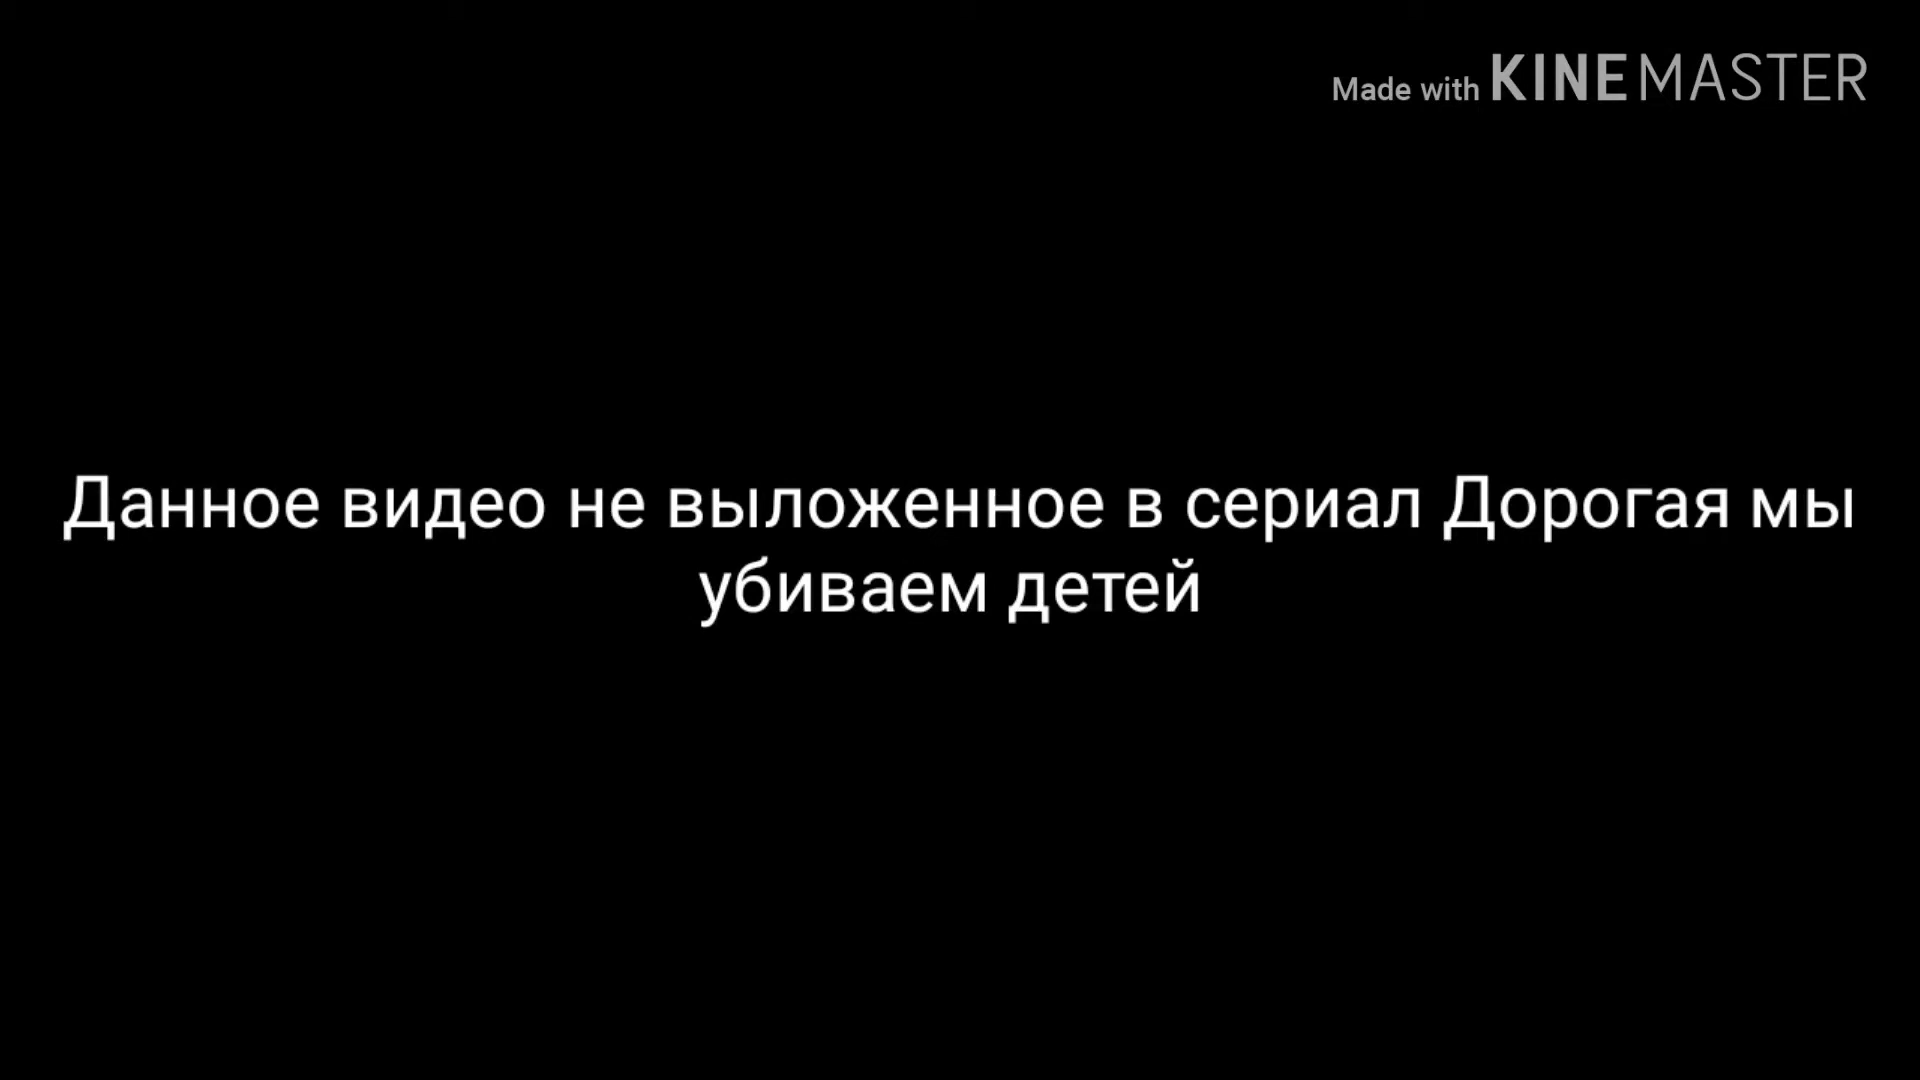 Made with KINEMASTER
Данное видео не выложенное в сериал Дорогая мы
убиваем детей